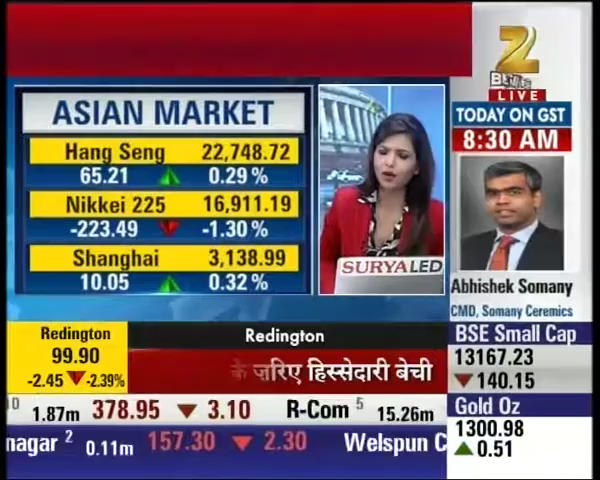 Z
LIVE
ASIAN MARKET
Hang Seng 22,748.72
65.21 0.29 %
Nikkei 225 16,911.19
-223.49 -1.30 %
Shanghai 3,138.99
10.05 0.32 %
SURYA LED
TODAY ON GST
8:30 AM
Abhishek Somany
CMD, Somany Ceremics
Redington
99.90
-2.45 -2.39%
Redington
के ज़रिए हिस्सेदारी बेची
BSE Small Cap
13167.23
140.15
Gold Oz
1300.98
0.51
1.87m 378.95 3.10 R-Com 5 15.26m
nagar 2 0.11m 157.30 2.30 Welspun C